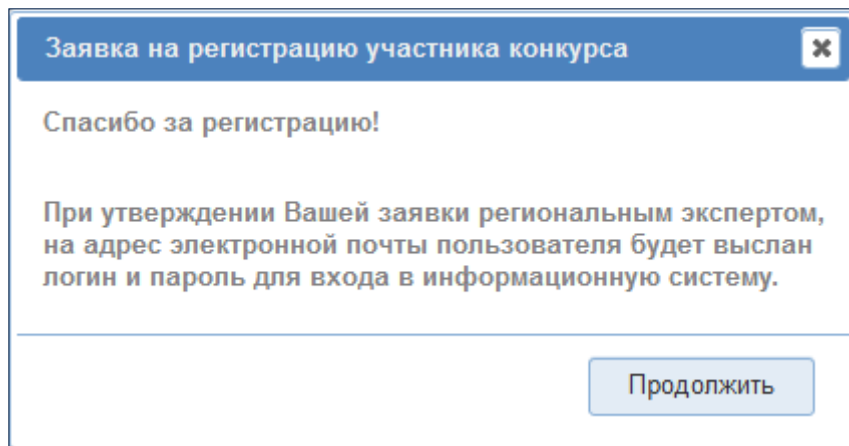 Заявка на регистрацию участника конкурса
Спасибо за регистрацию!
При утверждении Вашей заявки региональным экспертом,
на адрес электронной почты пользователя будет выслан
логин и пароль для входа в информационную систему.
Продолжить